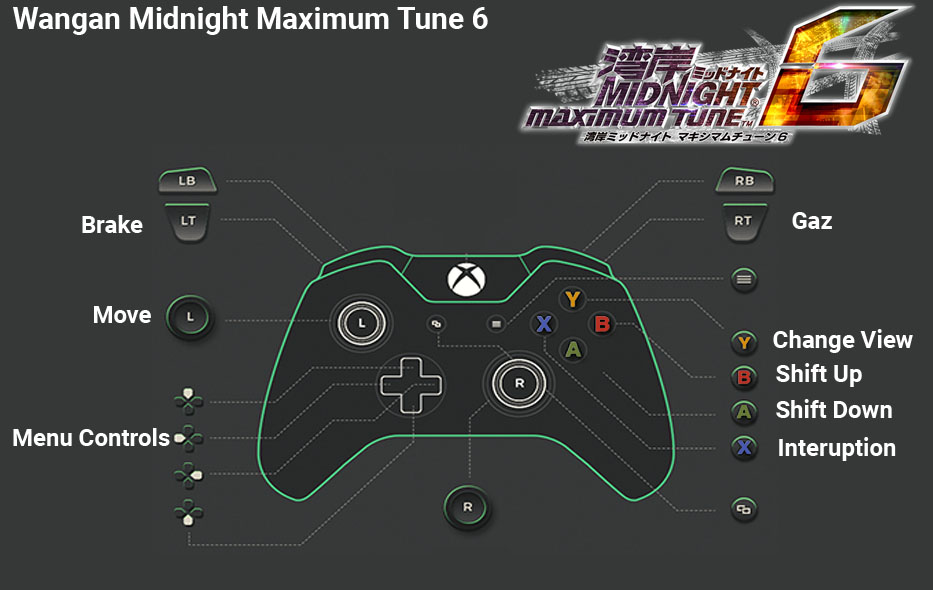 Wangan Midnight Maximum Tune 6
湾岸 ミッドナイト 6
MIDNIGHT
MAXIMUM TUNE
TM
湾岸ミッドナイト マキシマムチューン6
LB
RB
Brake
LT
RT
Gaz
Move
L
L
Y
X
B
A
R
Y
Change View
B
Shift Up
A
Shift Down
Menu Controls
X
Interuption
R